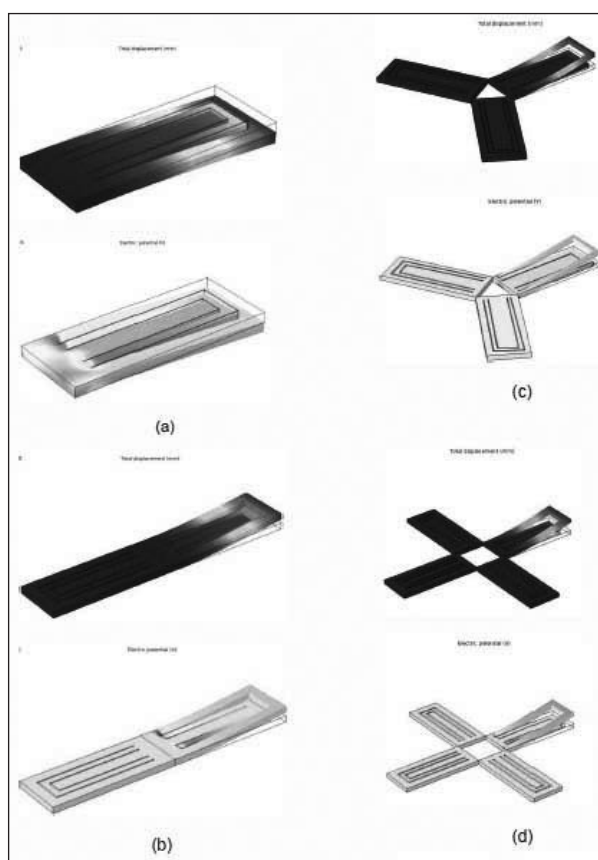 Total displacement (mm)
Electric potential (V)
(a)
Total displacement (mm)
Electric potential (V)
(b)
Total displacement (mm)
Electric potential (V)
(c)
Total displacement (mm)
Electric potential (V)
(d)